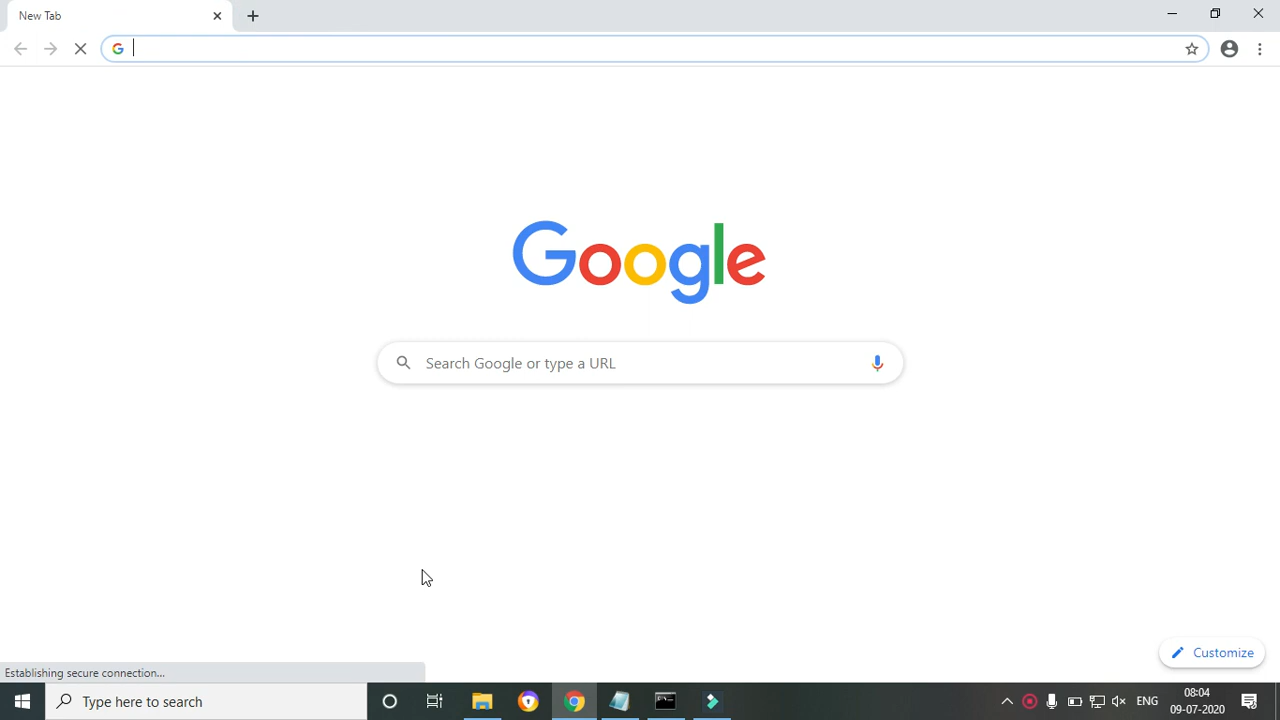 New Tab
Google
Search Google or type a URL
Customize
Establishing secure connection...
Type here to search
ENG
08:04
09-07-2020